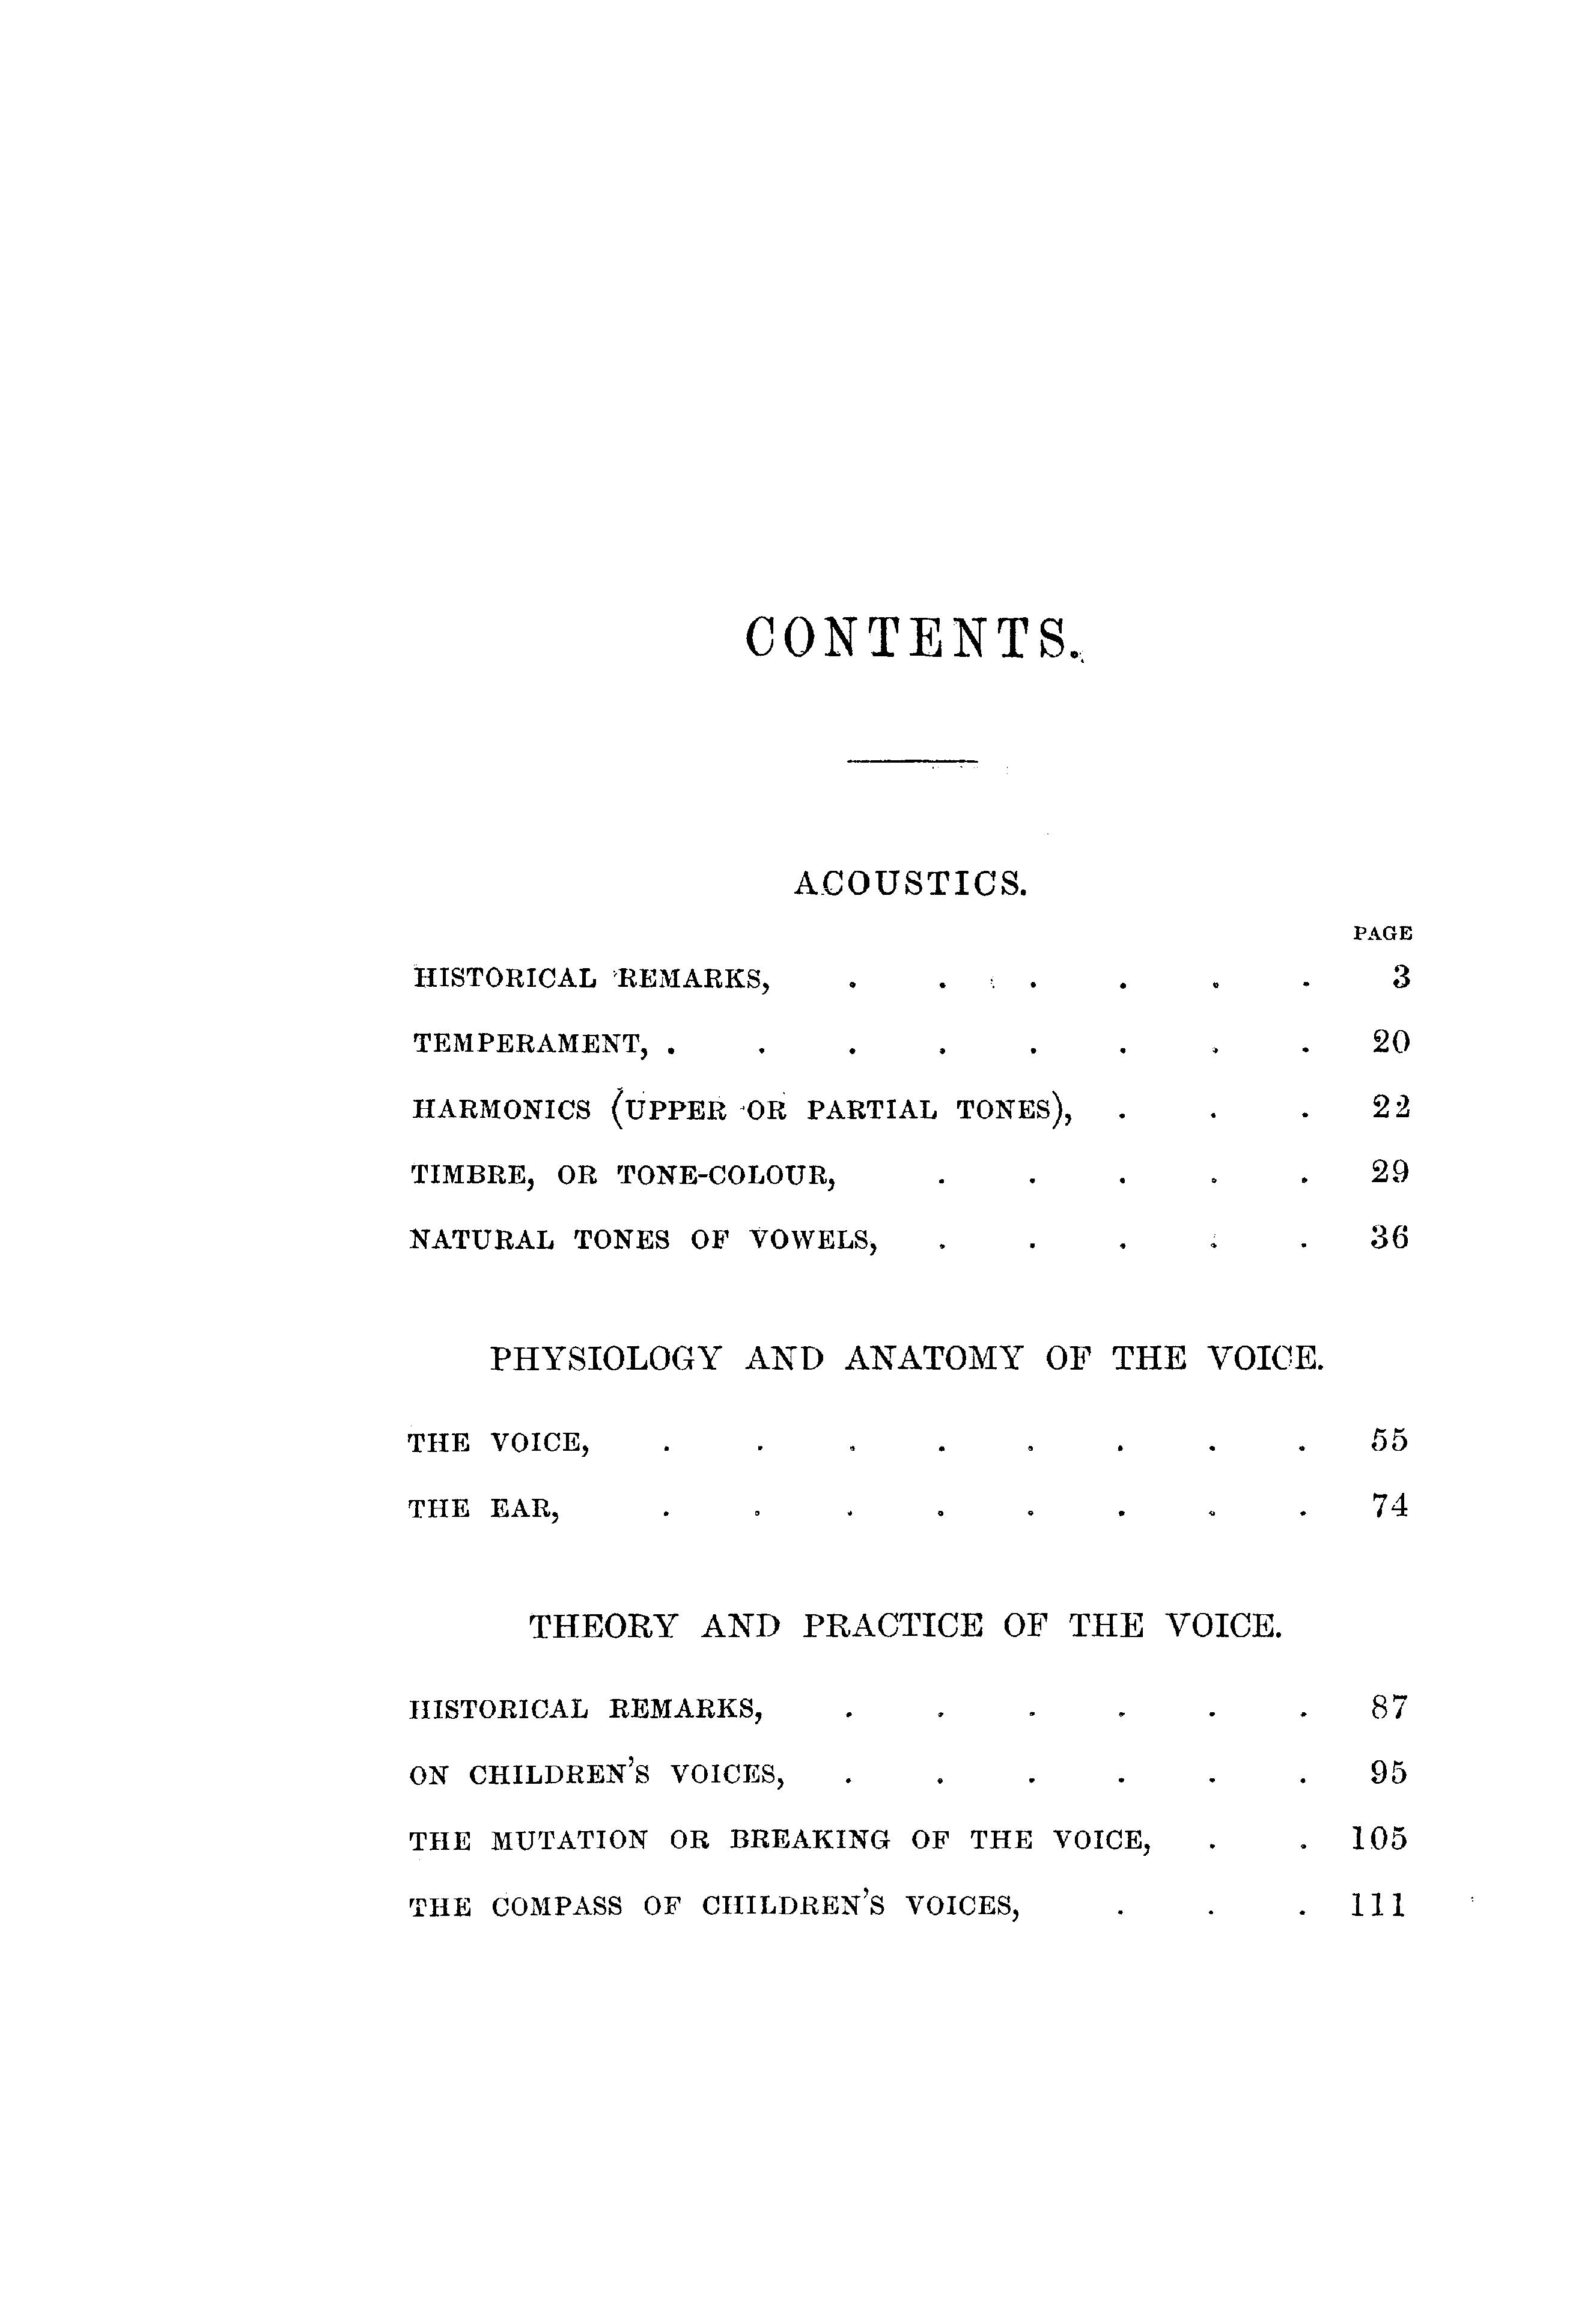 CONTENTS.
ACOUSTICS.
PAGE
HISTORICAL REMARKS, . . . . . . 3
TEMPERAMENT, . . . . . . . . 20
HARMONICS (UPPER OR PARTIAL TONES), . . . 22
TIMBRE, OR TONE-COLOUR, . . . . . 29
NATURAL TONES OF VOWELS, . . . . . 36
PHYSIOLOGY AND ANATOMY OF THE VOICE.
THE VOICE, . . . . . . . . 55
THE EAR, . . . . . . . . 74
THEORY AND PRACTICE OF THE VOICE.
HISTORICAL REMARKS, . . . . . . 87
ON CHILDREN'S VOICES, . . . . . . 95
THE MUTATION OR BREAKING OF THE VOICE, . . 105
THE COMPASS OF CHILDREN'S VOICES, . . . 111